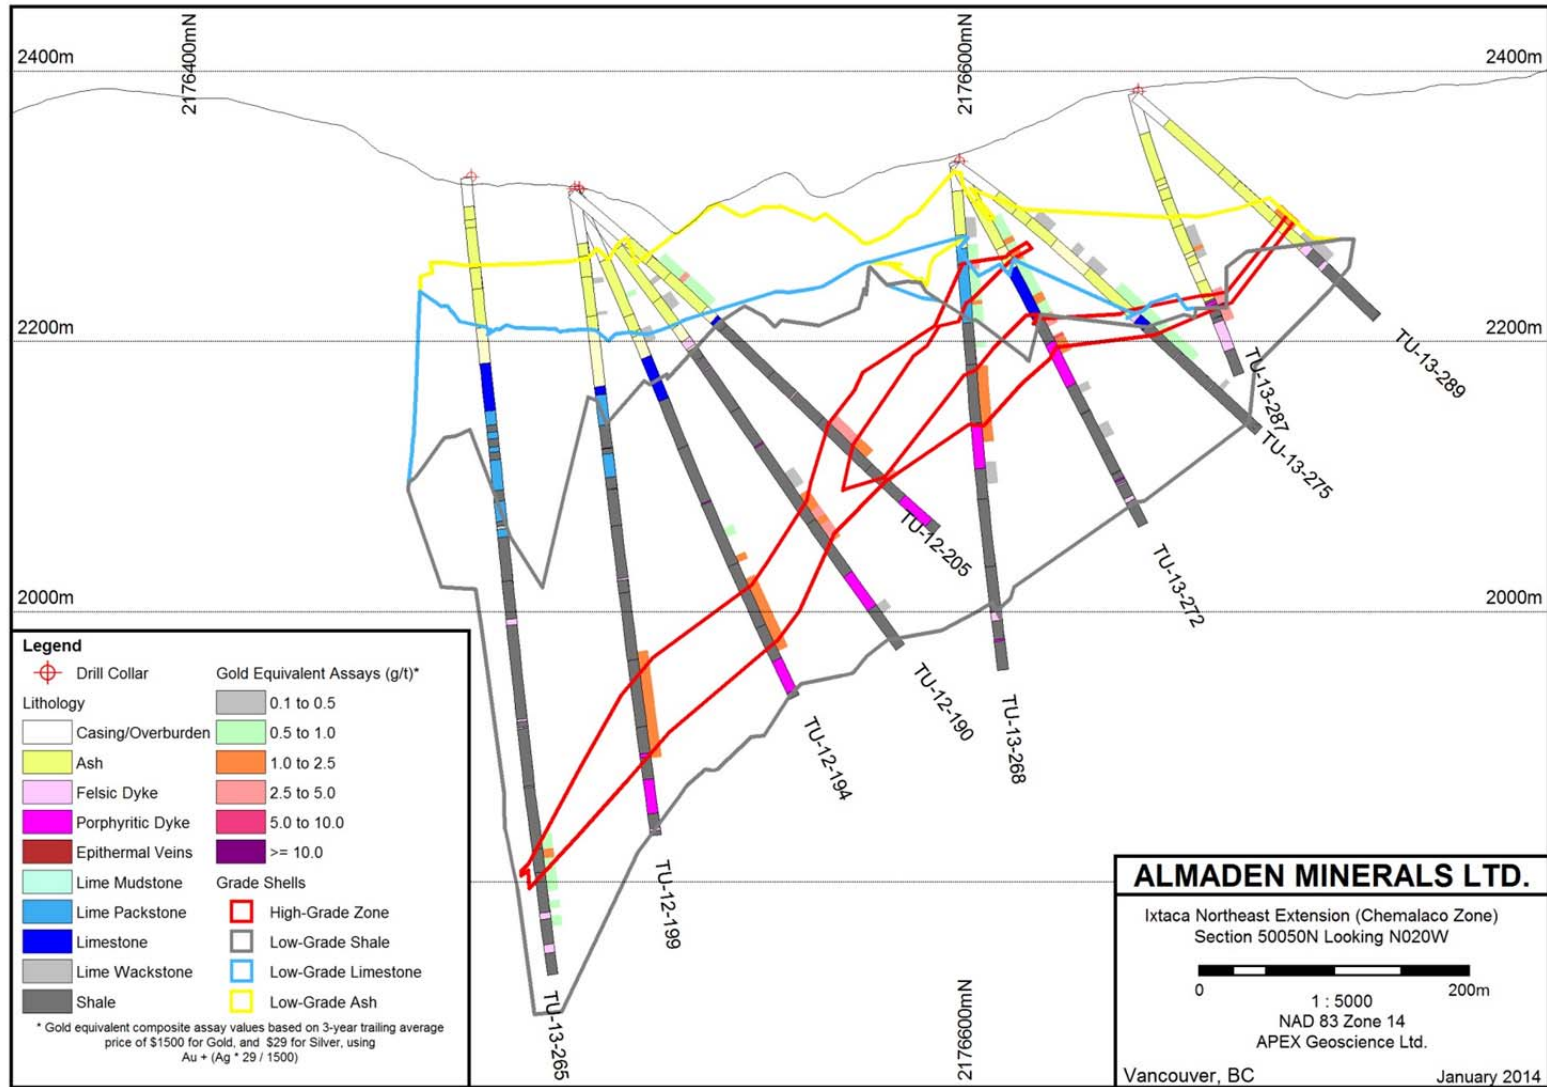 2176400mN
2176600mN
2400m
2400m
2200m
2200m
2000m
2000m
TU-13-289
TU-13-287
TU-13-275
TU-13-272
TU-12-205
TU-12-190
TU-13-268
TU-12-194
TU-12-199
TU-13-265
2176600mN
Legend
Drill Collar
Lithology
Casing/Overburden
Ash
Felsic Dyke
Porphyritic Dyke
Epithermal Veins
Lime Mudstone
Lime Packstone
Limestone
Lime Wackstone
Shale
Gold Equivalent Assays (g/t)*
0.1 to 0.5
0.5 to 1.0
1.0 to 2.5
2.5 to 5.0
5.0 to 10.0
>= 10.0
Grade Shells
High-Grade Zone
Low-Grade Shale
Low-Grade Limestone
Low-Grade Ash
* Gold equivalent composite assay values based on 3-year trailing average
price of $1500 for Gold, and $29 for Silver, using
Au + (Ag * 29 / 1500)
ALMADEN MINERALS LTD.
Ixtaca Northeast Extension (Chemalaco Zone)
Section 50050N Looking N020W
0
200m
1 : 5000
NAD 83 Zone 14
APEX Geoscience Ltd.
Vancouver, BC
January 2014